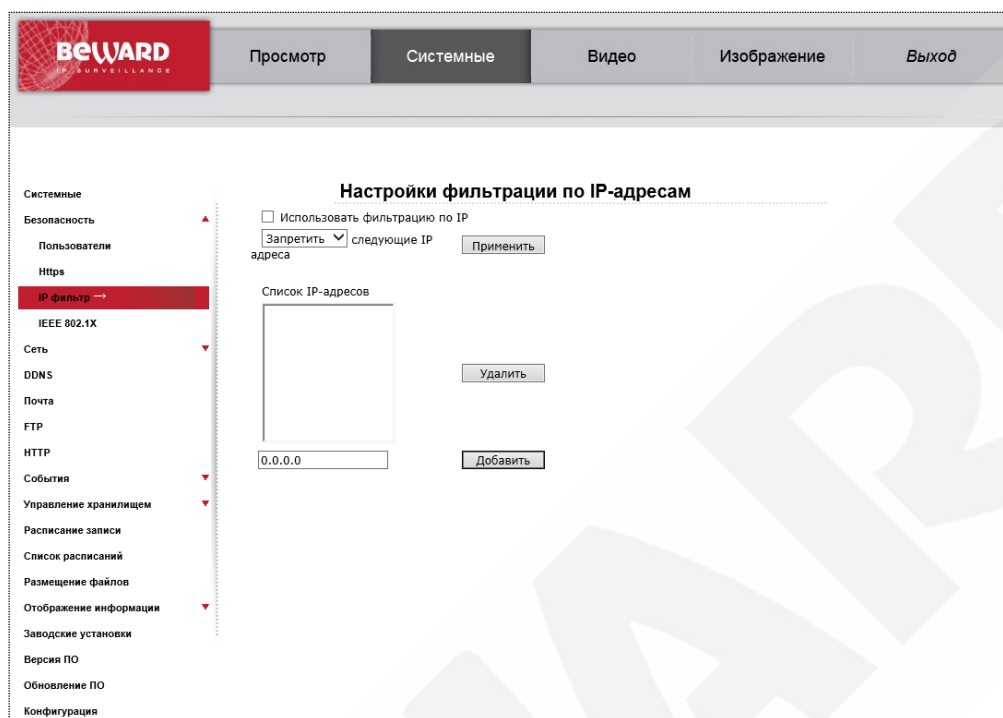 BEWARD
IP SURVEILLANCE
Просмотр
Системные
Видео
Изображение
Выход
Системные
Безопасность
Пользователи
Https
IP фильтр →
IEEE 802.1X
Сеть
DDNS
Почта
FTP
HTTP
События
Управление хранилищем
Расписание записи
Список расписаний
Размещение файлов
Отображение информации
Заводские установки
Версия ПО
Обновление ПО
Конфигурация
Настройки фильтрации по IP-адресам
Использовать фильтрацию по IP
Запретить следующие IP
адреса
Применить
Список IP-адресов
Удалить
0.0.0.0
Добавить